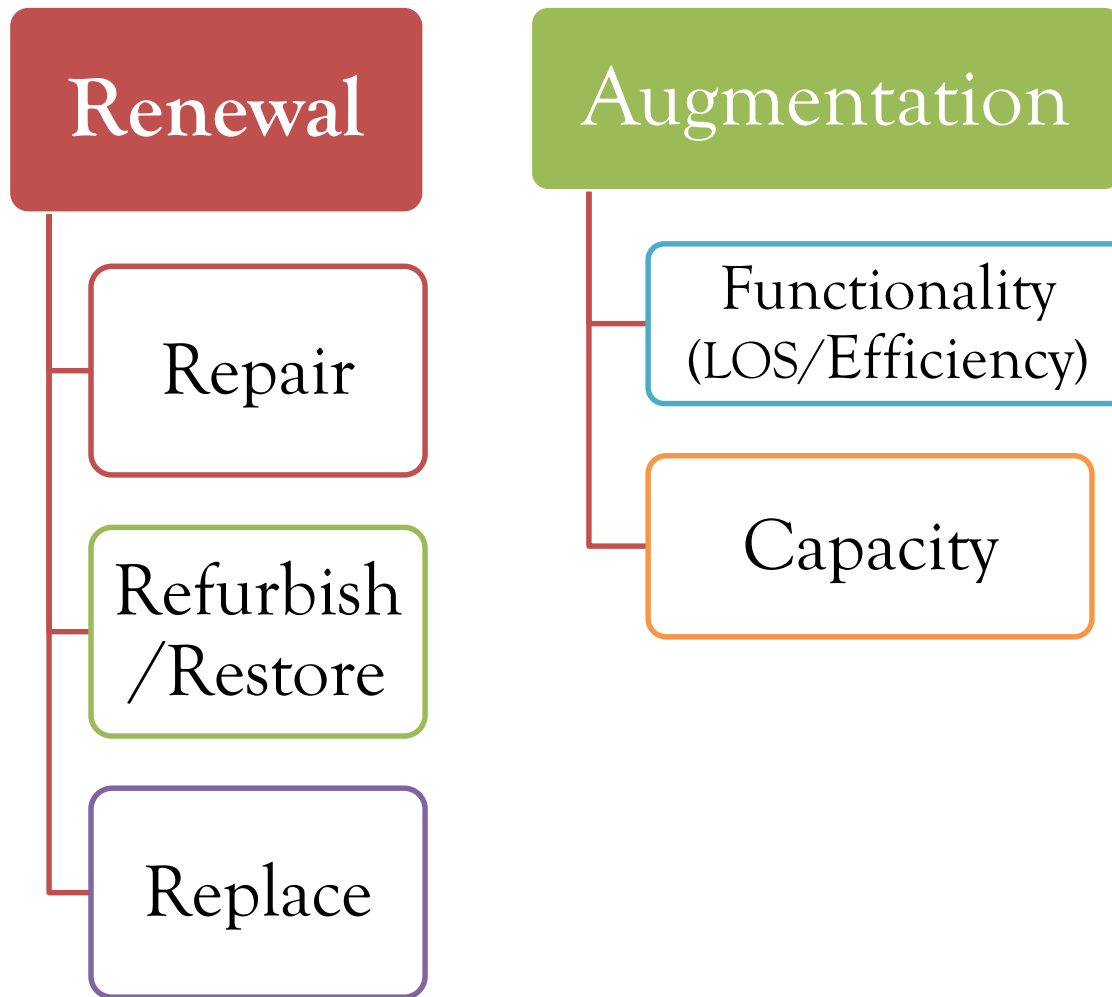 Renewal
Repair
Refurbish
/Restore
Replace
Augmentation
Functionality
(LOS/Efficiency)
Capacity